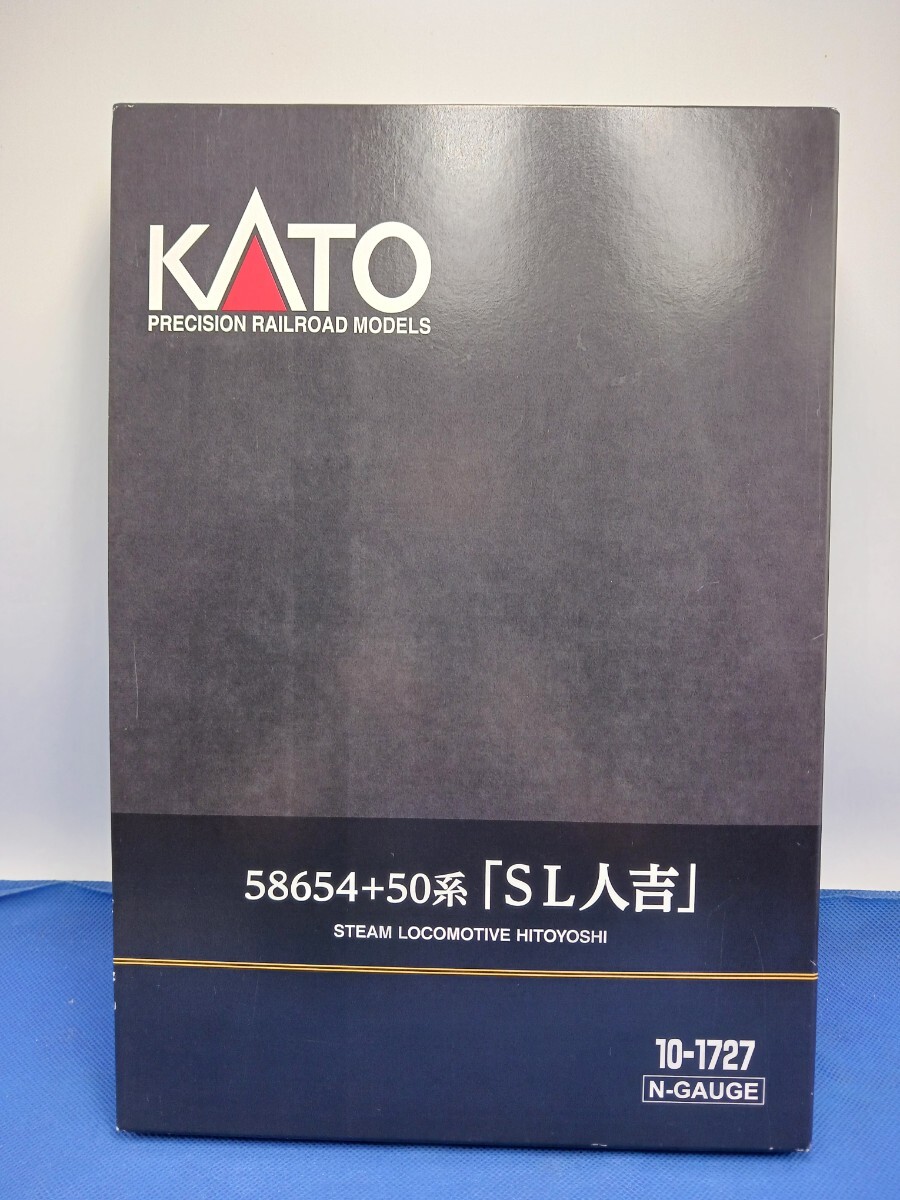 KATO
PRECISION RAILROAD MODELS
58654+50系「SL人吉」
STEAM LOCOMOTIVE HITOYOSHI
10-1727
N-GAUGE